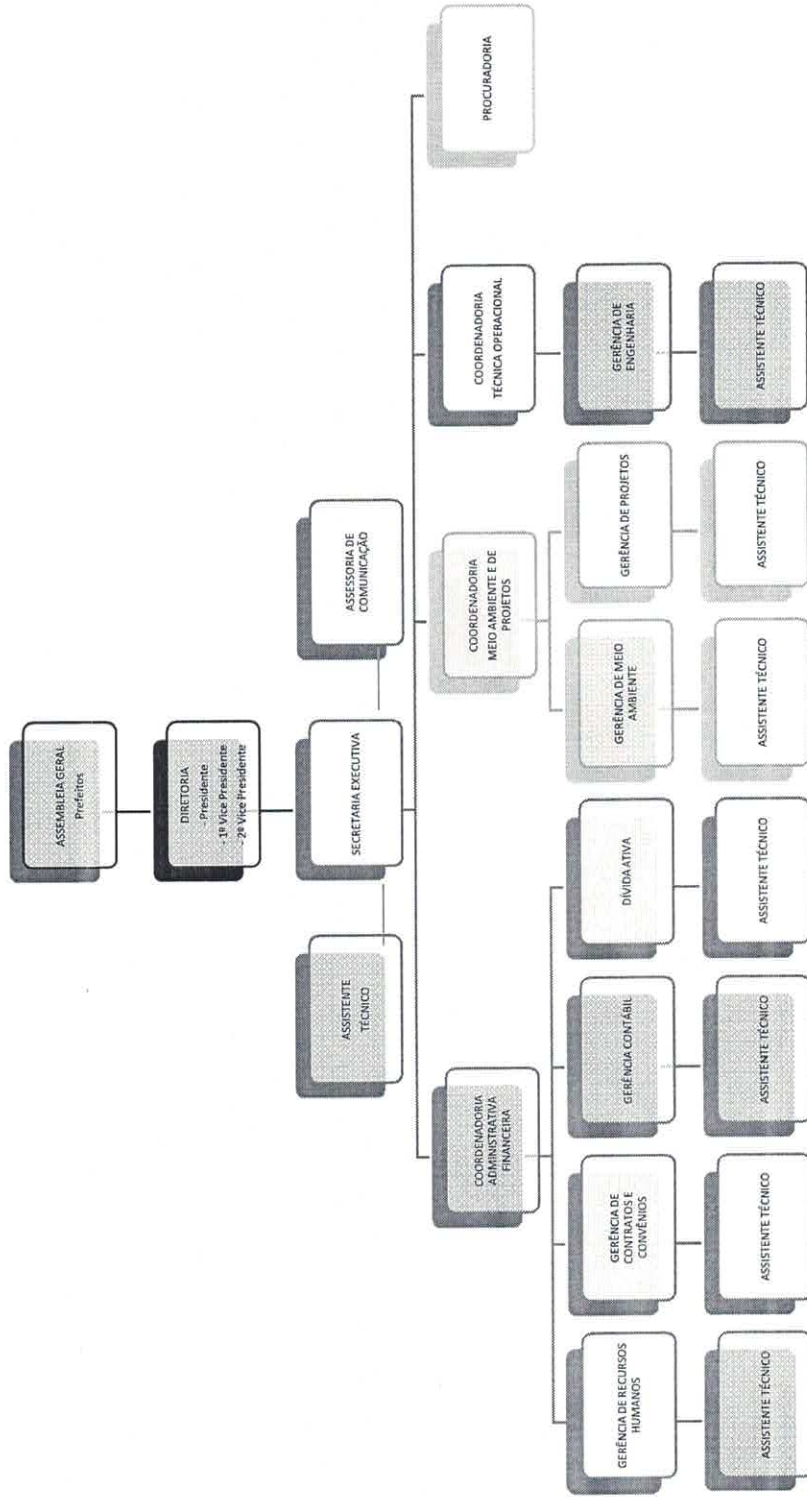 ASSEMBLEIA GERAL
Prefeitos
DIRETORIA
- Presidente
- 1º Vice Presidente
- 2º Vice Presidente
ASSISTENTE
TÉCNICO
SECRETARIA EXECUTIVA
ASSESSORIA DE
COMUNICAÇÃO
COORDENADORIA
ADMINISTRATIVA
FINANCEIRA
COORDENADORIA
MEIO AMBIENTE E DE
PROJETOS
COORDENADORIA
TÉCNICA OPERACIONAL
PROCURADORIA
GERÊNCIA DE RECURSOS
HUMANOS
GERÊNCIA DE
CONTRATOS E
CONVÊNIOS
GERÊNCIA CONTÁBIL
DÍVIDA ATIVA
GERÊNCIA DE MEIO
AMBIENTE
GERÊNCIA DE PROJETOS
GERÊNCIA DE
ENGENHARIA
ASSISTENTE TÉCNICO
ASSISTENTE TÉCNICO
ASSISTENTE TÉCNICO
ASSISTENTE TÉCNICO
ASSISTENTE TÉCNICO
ASSISTENTE TÉCNICO
ASSISTENTE TÉCNICO